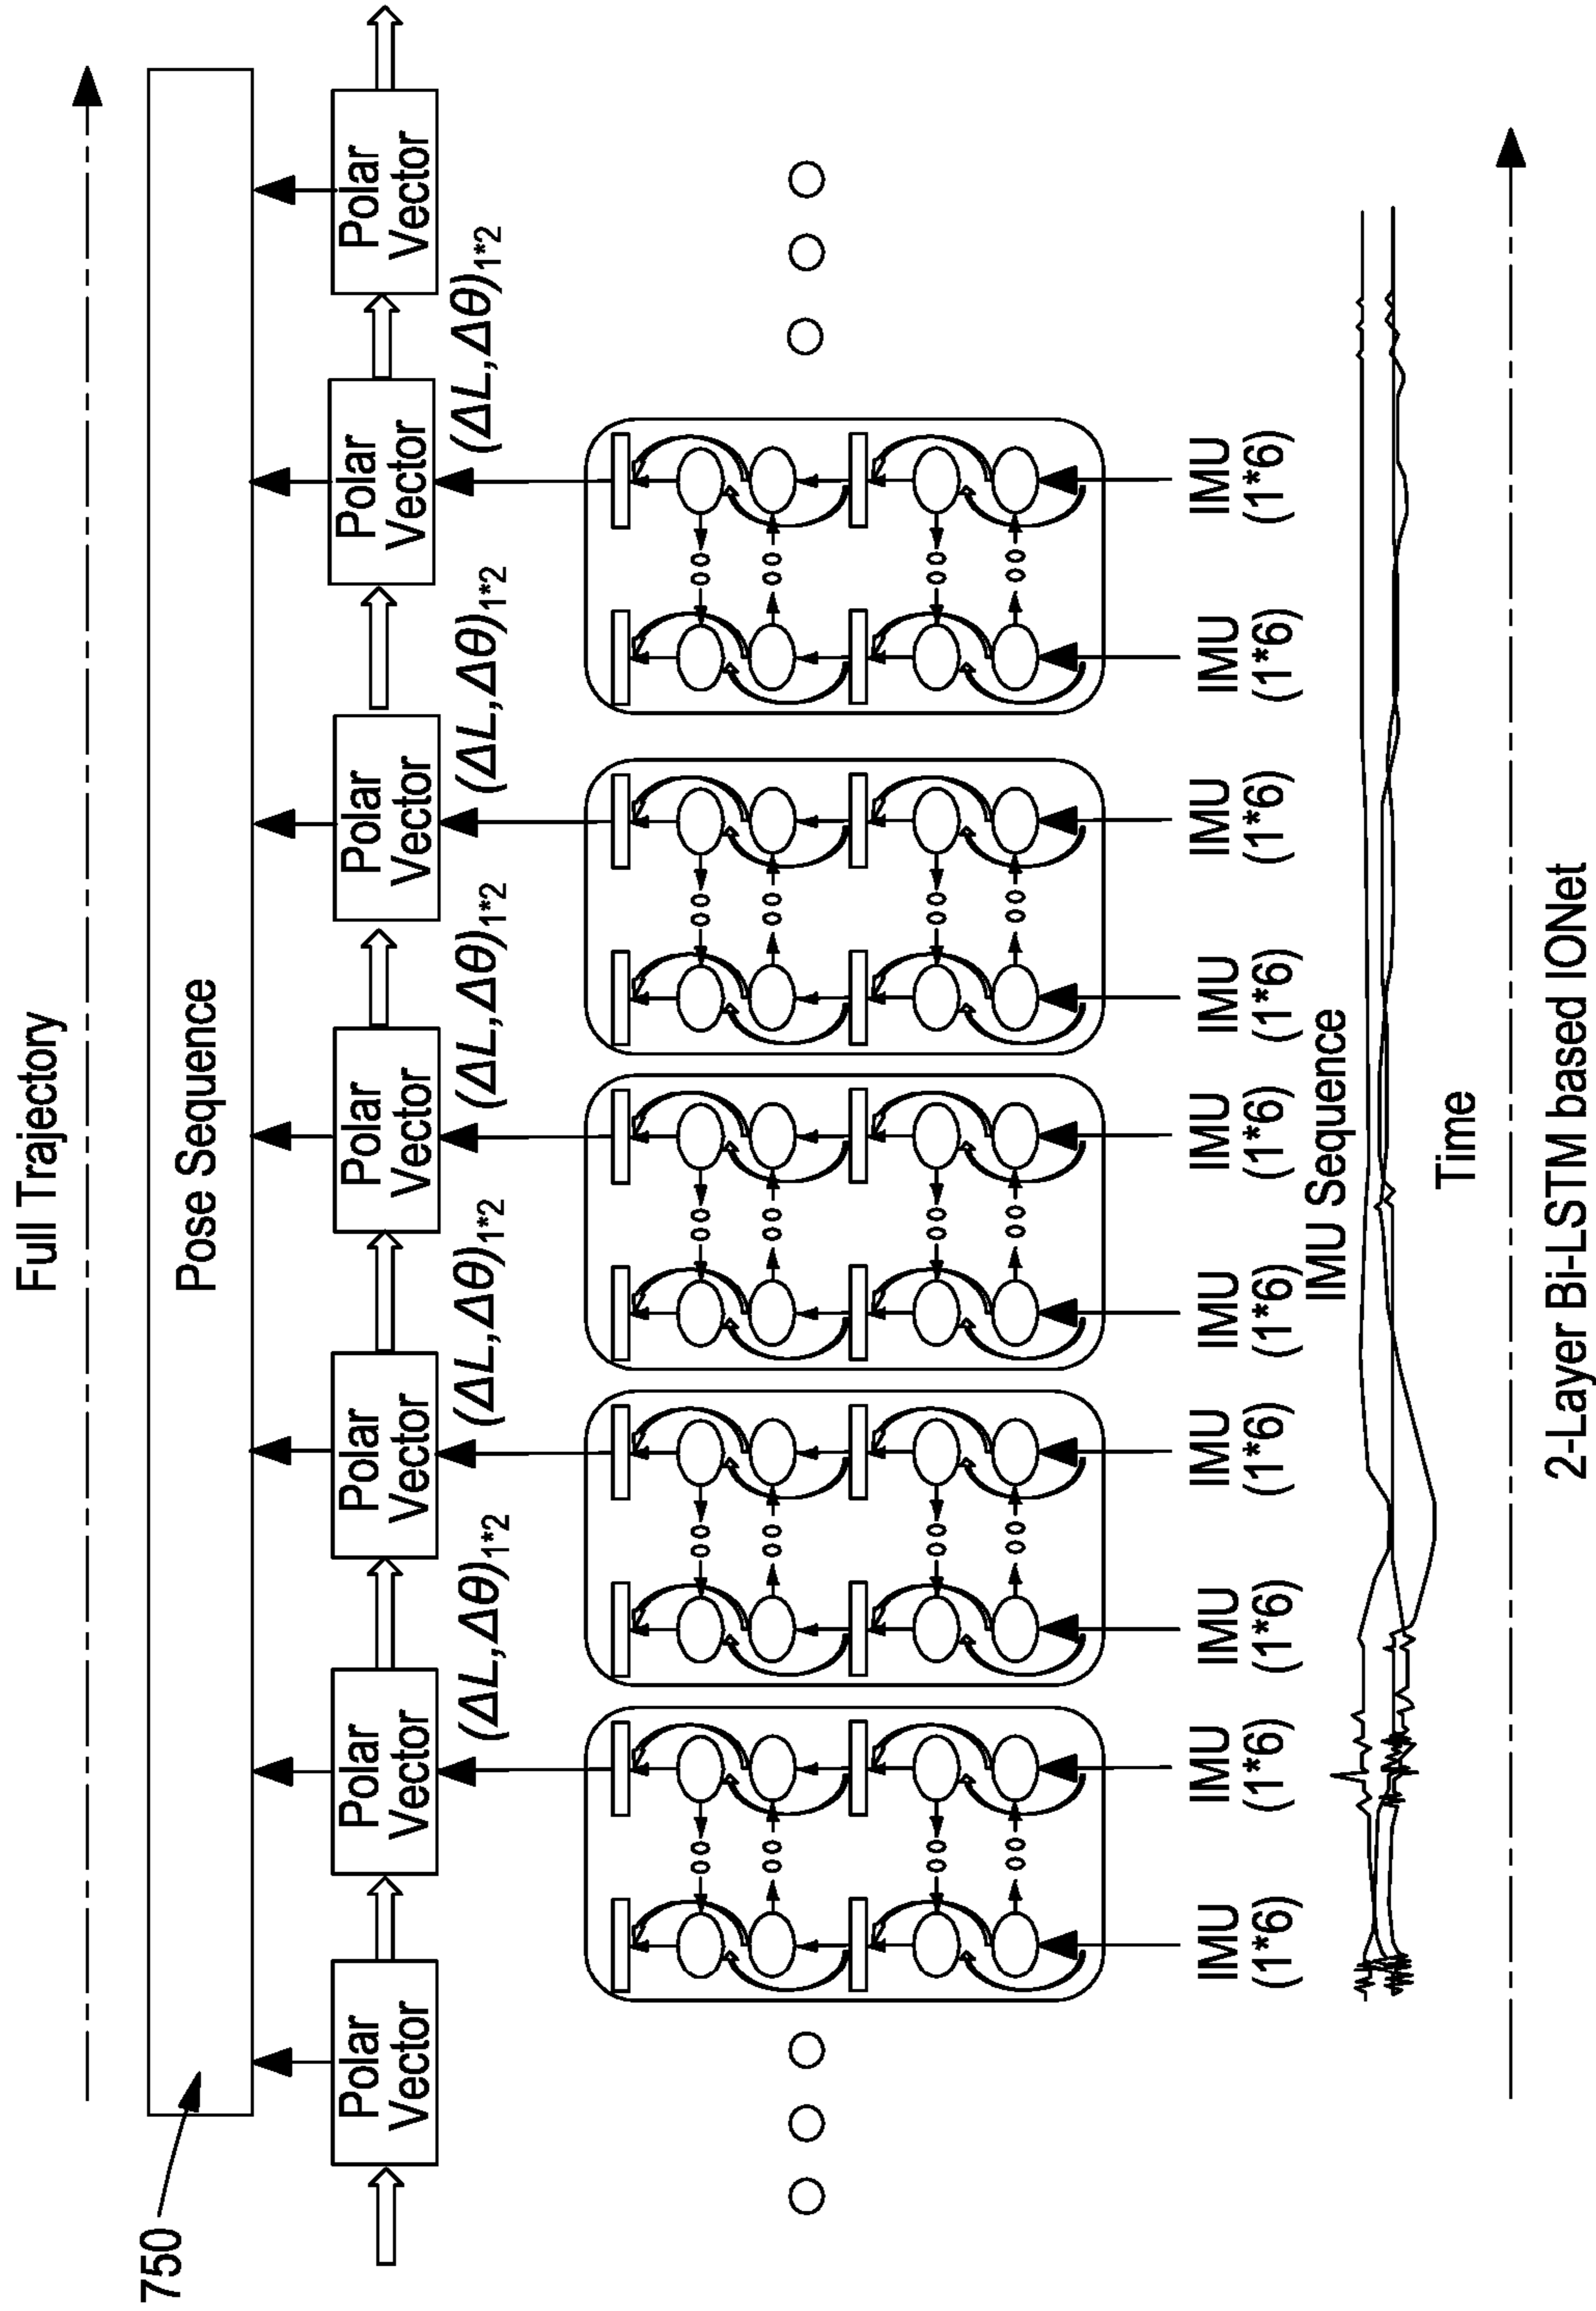 Full Trajectory
750
Pose Sequence
Polar
Vector
Polar
Vector
Polar
Vector
Polar
Vector
Polar
Vector
Polar
Vector
Polar
Vector
(ΔL,Δθ)1*2
(ΔL,Δθ)1*2
(ΔL,Δθ)1*2
(ΔL,Δθ)1*2
(ΔL,Δθ)1*2
IMU
(1*6)
IMU
(1*6)
IMU
(1*6)
IMU
(1*6)
IMU
(1*6)
IMU
(1*6)
IMU
(1*6)
IMU
(1*6)
IMU
(1*6)
IMU
(1*6)
IMU Sequence
Time
2-Layer Bi-LSTM based IONet